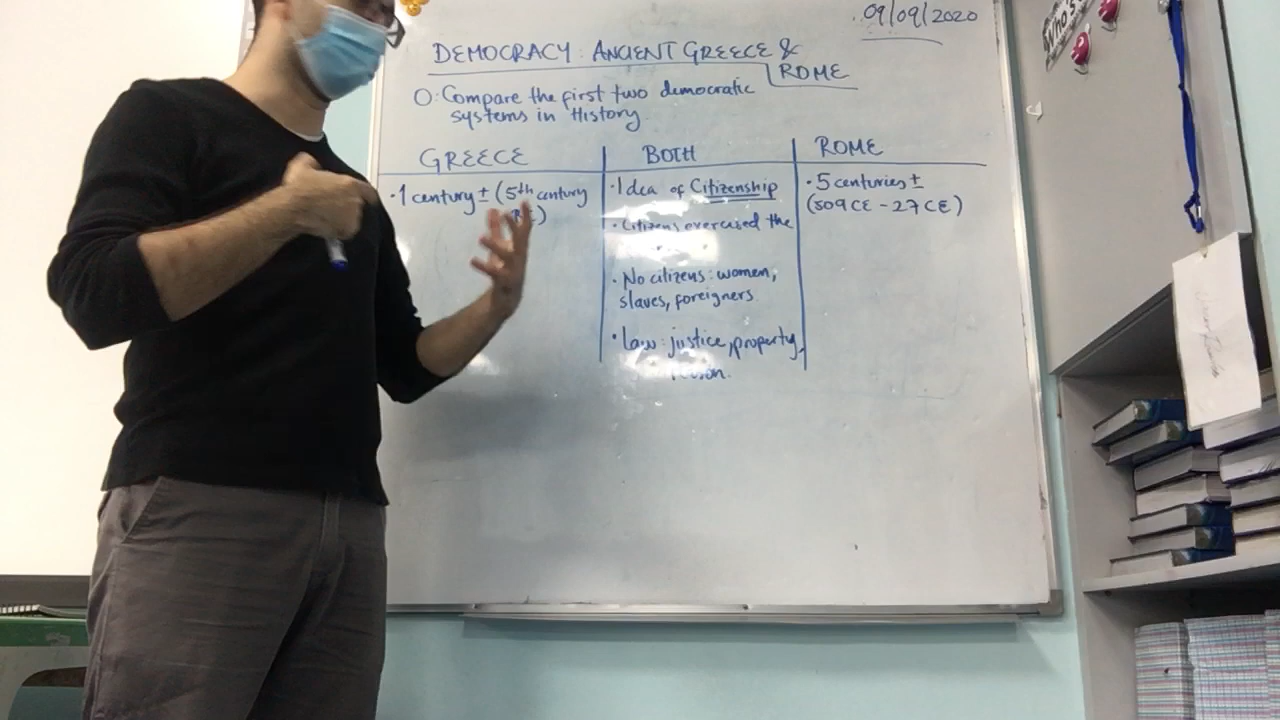 09/09/2020
DEMOCRACY: ANCIENT GREECE &
ROME
O: Compare the first two democratic
systems in History.
GREECE
BOTH
ROME
· 1 century ± (5th century
· Idea of Citizenship
· Citizens exercised the
· No citizens: women,
slaves, foreigners.
· Law: justice, property,
· 5 centuries ±
(509 CE - 27 CE)
Who's